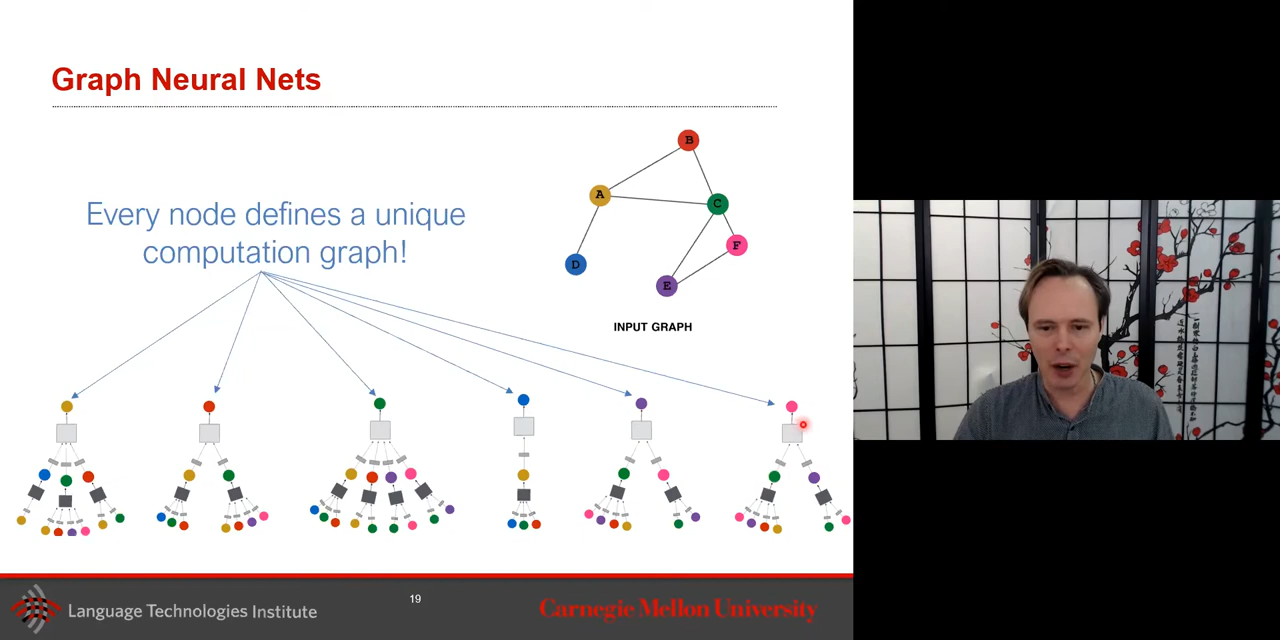 Graph Neural Nets
Every node defines a unique
computation graph!
B
A
C
F
D
E
INPUT GRAPH
Language Technologies Institute
19
Carnegie Mellon University